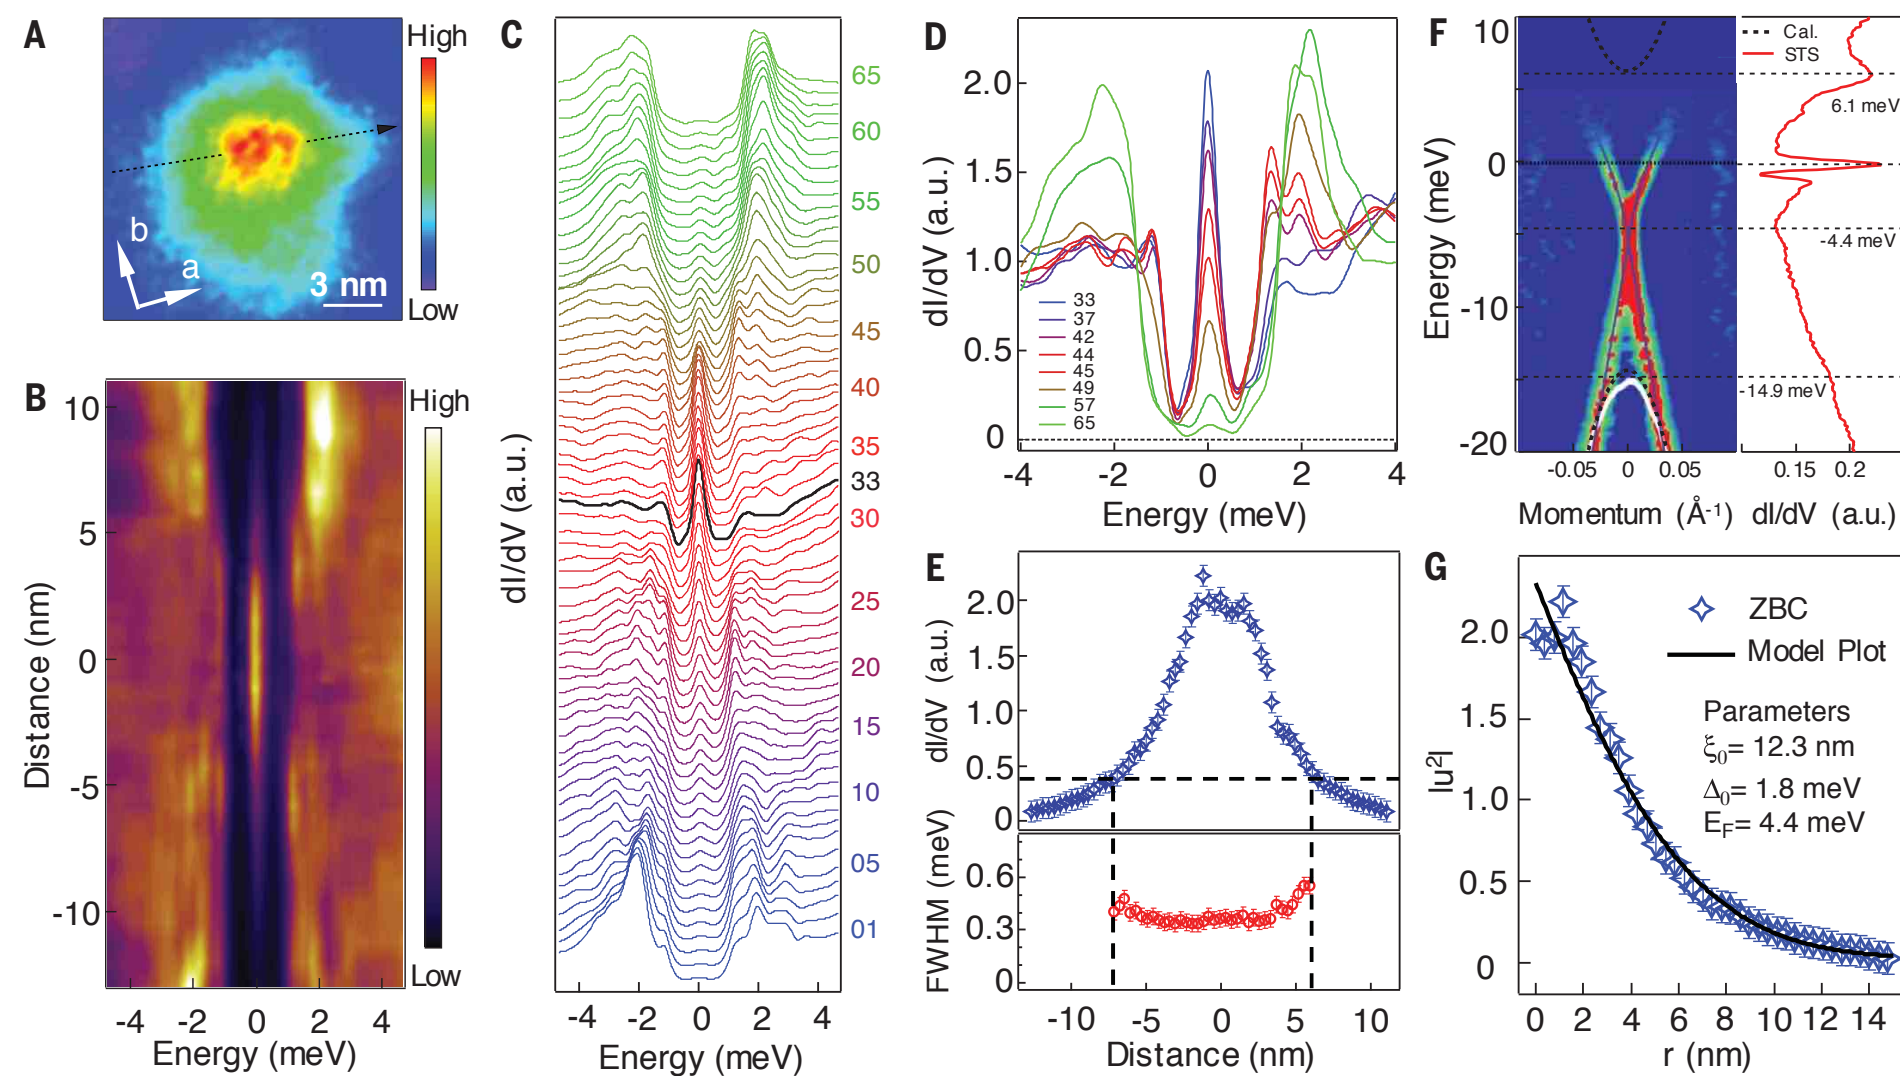 A
High
Low
b
a
3 nm
B
High
Low
10
5
0
-5
-10
Distance (nm)
-4 -2 0 2 4
Energy (meV)
C
65
60
55
50
45
40
35
33
30
25
20
15
10
05
01
dI/dV (a.u.)
-4 -2 0 2 4
Energy (meV)
D
2.0
1.5
1.0
0.5
0
dI/dV (a.u.)
33
37
42
44
45
49
57
65
-4 -2 0 2 4
Energy (meV)
E
2.0
1.5
1.0
0.5
0
dI/dV (a.u.)
0.6
0.3
0
FWHM (meV)
-10 -5 0 5 10
Distance (nm)
F
10
0
-10
-20
Energy (meV)
Cal.
STS
6.1 meV
-4.4 meV
-14.9 meV
-0.05 0 0.05
0.15 0.2
Momentum (Å⁻¹) dI/dV (a.u.)
G
2.0
1.5
1.0
0.5
0
|u²|
ZBC
Model Plot
Parameters
ξ₀= 12.3 nm
Δ₀= 1.8 meV
E_F= 4.4 meV
0 2 4 6 8 10 12 14
r (nm)